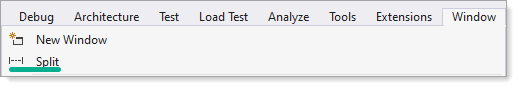 Debug Architecture Test Load Test Analyze Tools Extensions Window
New Window
Split